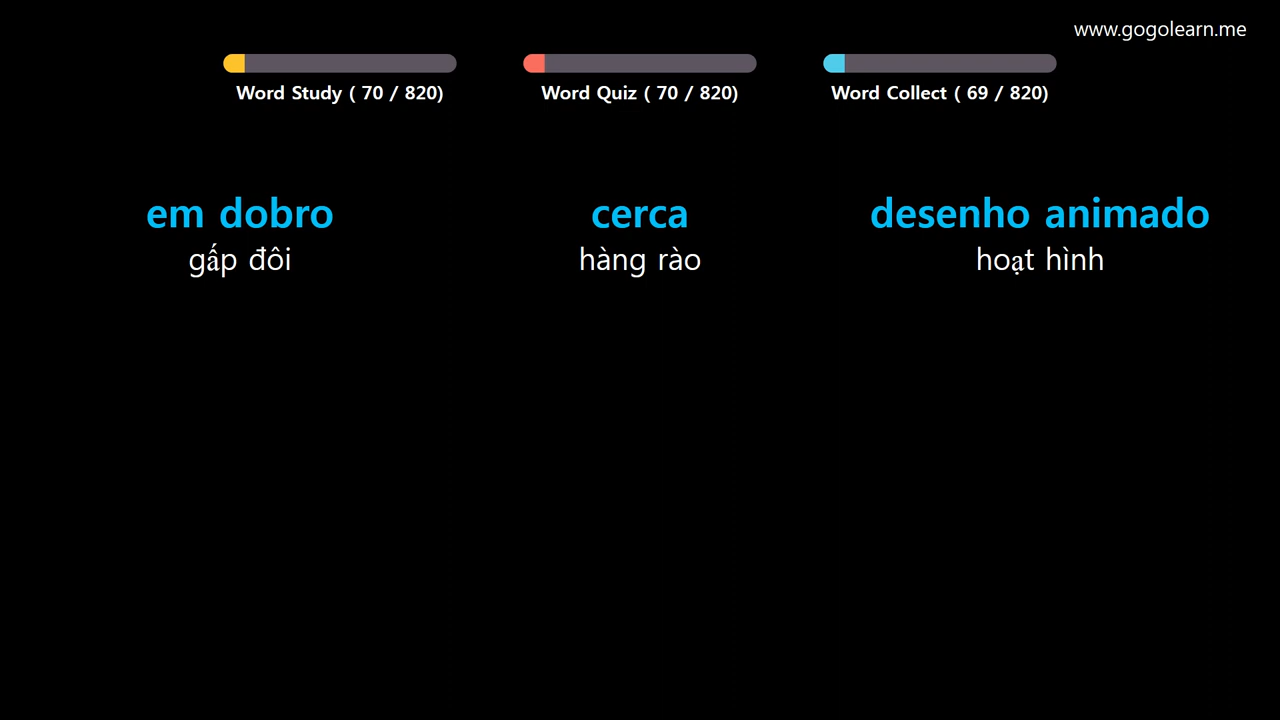 www.gogolearn.me
Word Study ( 70 / 820)
Word Quiz ( 70 / 820)
Word Collect ( 69 / 820)
em dobro
gấp đôi
cerca
hàng rào
desenho animado
hoạt hình